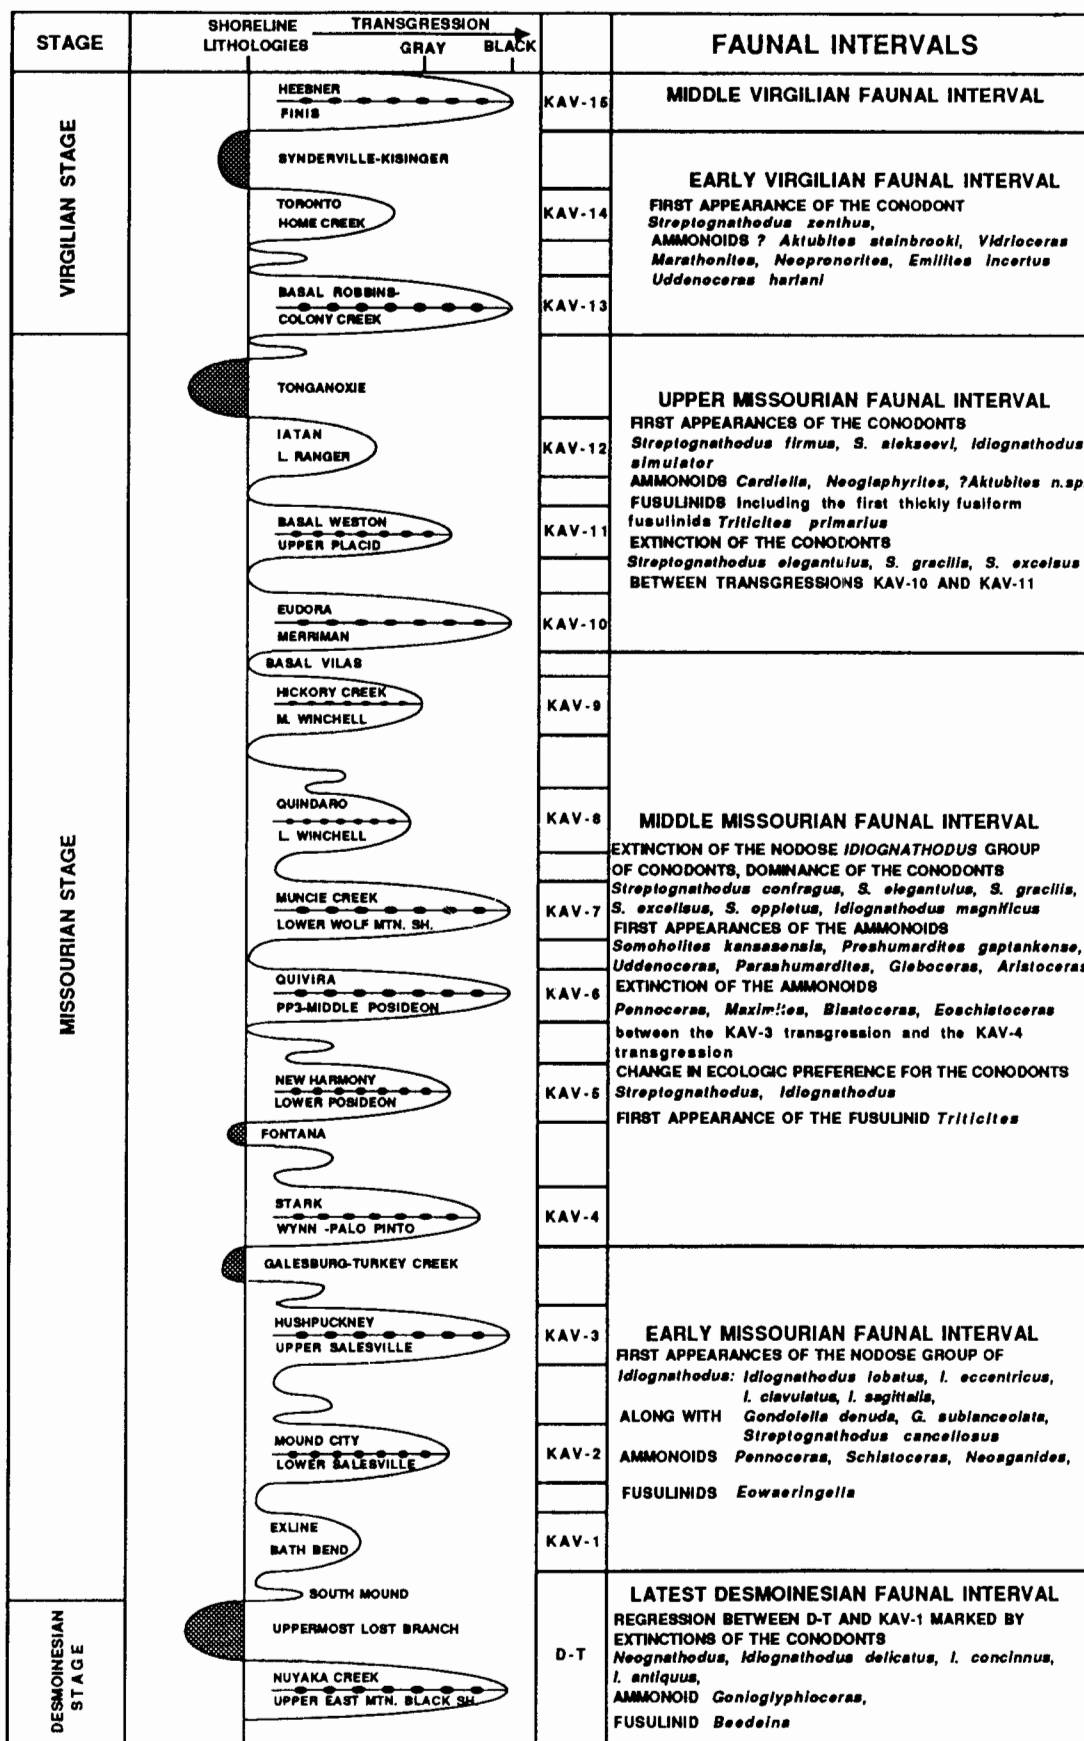 STAGE
SHORELINE
LITHOLOGIES
TRANSGRESSION
GRAY
BLACK
FAUNAL INTERVALS
VIRGILIAN STAGE
HEEBNER
FINIS
KAV-15
MIDDLE VIRGILIAN FAUNAL INTERVAL
SYNDERVILLE-KISINGER
TORONTO
HOME CREEK
KAV-14
BASAL ROBBINS-
COLONY CREEK
KAV-13
EARLY VIRGILIAN FAUNAL INTERVAL
FIRST APPEARANCE OF THE CONODONT
Streptognathodus zenthus,
AMMONOIDS ? Aktubites stainbrooki, Vidrioceras
Marathonites, Neopronorites, Emilites incertus
Uddenoceras harlani
MISSOURIAN STAGE
TONGANOXIE
IATAN
L. RANGER
KAV-12
BASAL WESTON
UPPER PLACID
KAV-11
EUDORA
MERRIMAN
KAV-10
UPPER MISSOURIAN FAUNAL INTERVAL
FIRST APPEARANCES OF THE CONODONTS
Streptognathodus firmus, S. alekseevi, Idiognathodus
simulator
AMMONOIDS Cardiella, Neoglaphyrites, ?Aktubites n.sp.
FUSULINIDS including the first thickly fusiform
fusulinids Triticites primarius
EXTINCTION OF THE CONODONTS
Streptognathodus elegantulus, S. gracilis, S. excelsus
BETWEEN TRANSGRESSIONS KAV-10 AND KAV-11
BASAL VILAS
HICKORY CREEK
M. WINCHELL
KAV-9
QUINDARO
L. WINCHELL
KAV-8
MUNCIE CREEK
LOWER WOLF MTN. SH.
KAV-7
QUIVIRA
PP3-MIDDLE POSIDEON
KAV-6
NEW HARMONY
LOWER POSIDEON
KAV-5
FONTANA
STARK
WYNN -PALO PINTO
KAV-4
MIDDLE MISSOURIAN FAUNAL INTERVAL
EXTINCTION OF THE NODOSE IDIOGNATHODUS GROUP
OF CONODONTS, DOMINANCE OF THE CONODONTS
Streptognathodus confragus, S. elegantulus, S. gracilis,
S. excelisus, S. oppletus, Idiognathodus magnificus
FIRST APPEARANCES OF THE AMMONOIDS
Somoholites kansasensis, Preshumardites gaptankense,
Uddenoceras, Parashumardites, Gleboceras, Aristoceras
EXTINCTION OF THE AMMONOIDS
Pennoceras, Maximites, Bisatoceras, Eoschistoceras
between the KAV-3 transgression and the KAV-4
transgression
CHANGE IN ECOLOGIC PREFERENCE FOR THE CONODONTS
Streptognathodus, Idiognathodus
FIRST APPEARANCE OF THE FUSULINID Triticites
GALESBURG-TURKEY CREEK
HUSHPUCKNEY
UPPER SALESVILLE
KAV-3
MOUND CITY
LOWER SALESVILLE
KAV-2
EXLINE
BATH BEND
KAV-1
EARLY MISSOURIAN FAUNAL INTERVAL
FIRST APPEARANCES OF THE NODOSE GROUP OF
Idiognathodus: Idiognathodus lobatus, I. eccentricus,
I. clavulatus, I. sagittalis,
ALONG WITH Gondolella denuda, G. sublanceolata,
Streptognathodus cancellosus
AMMONOIDS Pennoceras, Schistoceras, Neoaganides,
FUSULINIDS Eowaeringella
SOUTH MOUND
DESMOINESIAN
STAGE
UPPERMOST LOST BRANCH
NUYAKA CREEK
UPPER EAST MTN. BLACK SH.
D-T
LATEST DESMOINESIAN FAUNAL INTERVAL
REGRESSION BETWEEN D-T AND KAV-1 MARKED BY
EXTINCTIONS OF THE CONODONTS
Neognathodus, Idiognathodus delicatus, I. concinnus,
I. antiquus,
AMMONOID Gonioglyphioceras,
FUSULINID Beedeina